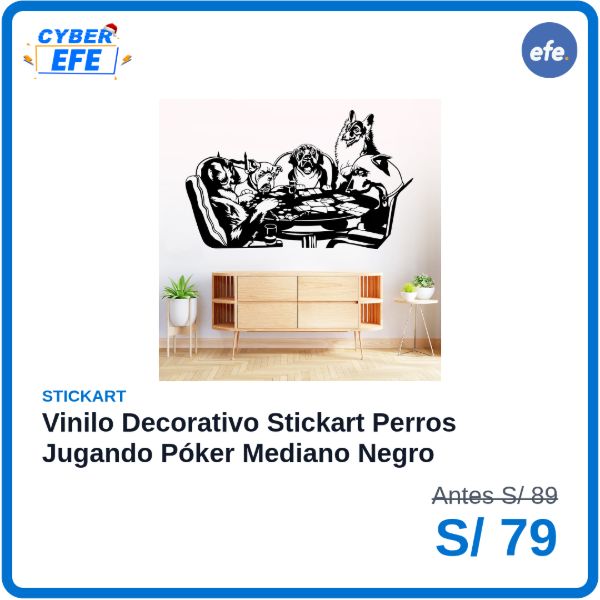 CYBER
EFE
efe.
STICKART
Vinilo Decorativo Stickart Perros
Jugando Póker Mediano Negro
Antes S/ 89
S/ 79